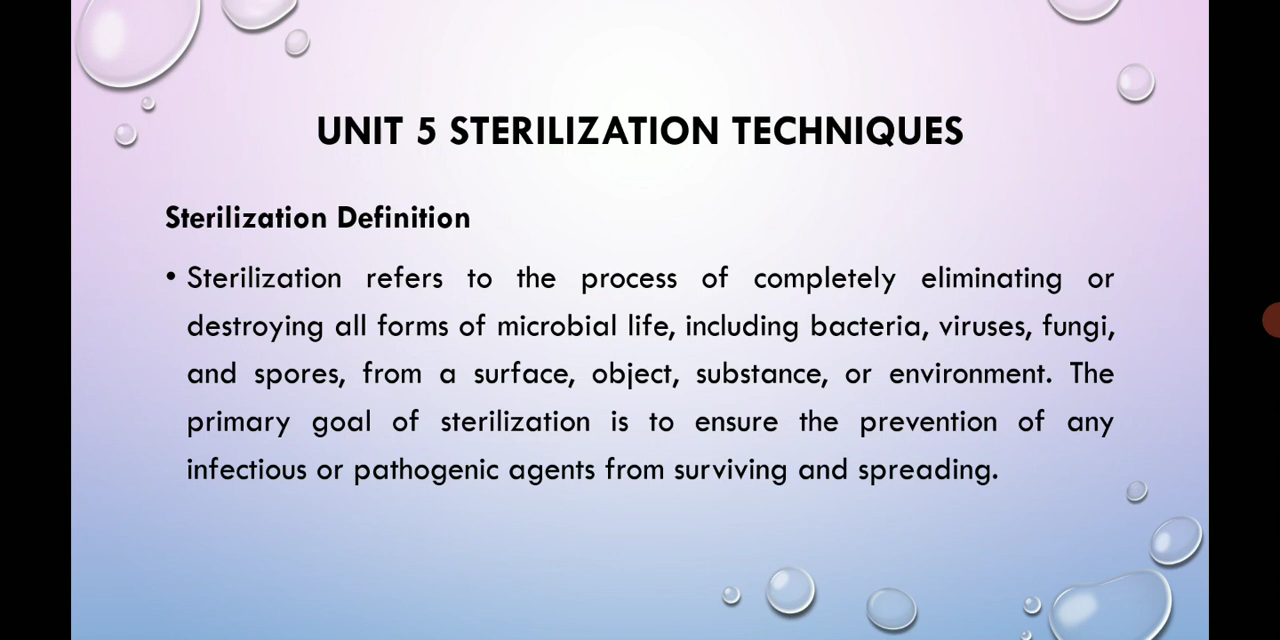 UNIT 5 STERILIZATION TECHNIQUES
Sterilization Definition
• Sterilization refers to the process of completely eliminating or
destroying all forms of microbial life, including bacteria, viruses, fungi,
and spores, from a surface, object, substance, or environment. The
primary goal of sterilization is to ensure the prevention of any
infectious or pathogenic agents from surviving and spreading.